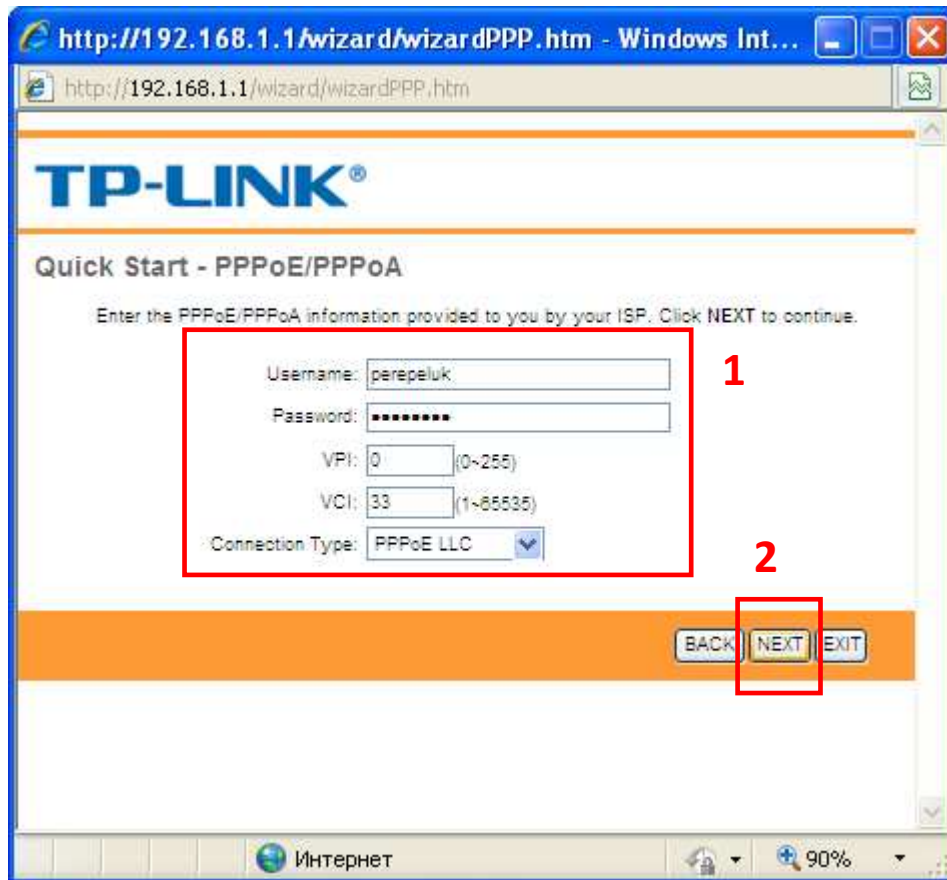 http://192.168.1.1/wizard/wizardPPP.htm - Windows Int...
http://192.168.1.1/wizard/wizardPPP.htm
TP-LINK®
Quick Start - PPPoE/PPPoA
Enter the PPPoE/PPPoA information provided to you by your ISP. Click NEXT to continue.
1
Username: perepeluk
Password: ••••••••
VPI: 0 (0~255)
VCI: 33 (1~65535)
Connection Type: PPPoE LLC
2
BACK NEXT EXIT
Интернет 90%